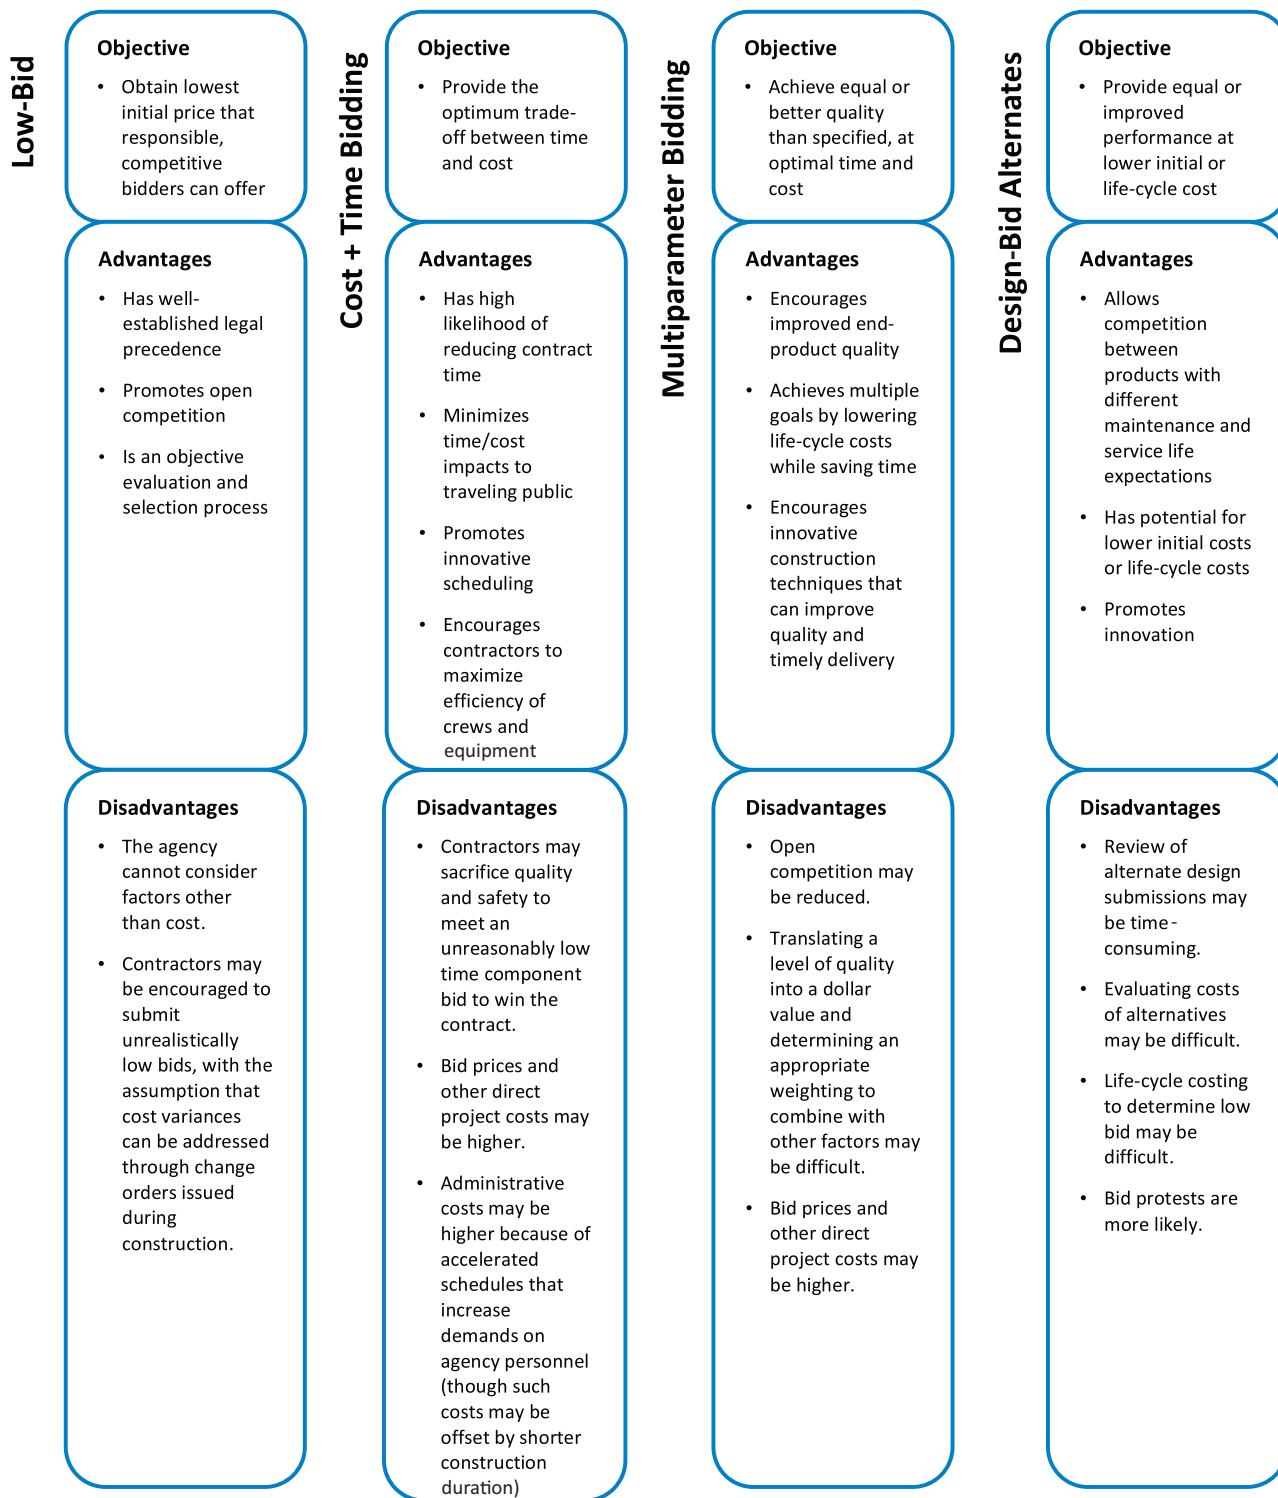 Low-Bid
Objective
• Obtain lowest
initial price that
responsible,
competitive
bidders can offer
Advantages
• Has well-
established legal
precedence
• Promotes open
competition
• Is an objective
evaluation and
selection process
Disadvantages
• The agency
cannot consider
factors other
than cost.
• Contractors may
be encouraged to
submit
unrealistically
low bids, with the
assumption that
cost variances
can be addressed
through change
orders issued
during
construction.
Cost + Time Bidding
Objective
• Provide the
optimum trade-
off between time
and cost
Advantages
• Has high
likelihood of
reducing contract
time
• Minimizes
time/cost
impacts to
traveling public
• Promotes
innovative
scheduling
• Encourages
contractors to
maximize
efficiency of
crews and
equipment
Disadvantages
• Contractors may
sacrifice quality
and safety to
meet an
unreasonably low
time component
bid to win the
contract.
• Bid prices and
other direct
project costs may
be higher.
• Administrative
costs may be
higher because of
accelerated
schedules that
increase
demands on
agency personnel
(though such
costs may be
offset by shorter
construction
duration)
Multiparameter Bidding
Objective
• Achieve equal or
better quality
than specified, at
optimal time and
cost
Advantages
• Encourages
improved end-
product quality
• Achieves multiple
goals by lowering
life-cycle costs
while saving time
• Encourages
innovative
construction
techniques that
can improve
quality and
timely delivery
Disadvantages
• Open
competition may
be reduced.
• Translating a
level of quality
into a dollar
value and
determining an
appropriate
weighting to
combine with
other factors may
be difficult.
• Bid prices and
other direct
project costs may
be higher.
Design-Bid Alternates
Objective
• Provide equal or
improved
performance at
lower initial or
life-cycle cost
Advantages
• Allows
competition
between
products with
different
maintenance and
service life
expectations
• Has potential for
lower initial costs
or life-cycle costs
• Promotes
innovation
Disadvantages
• Review of
alternate design
submissions may
be time-
consuming.
• Evaluating costs
of alternatives
may be difficult.
• Life-cycle costing
to determine low
bid may be
difficult.
• Bid protests are
more likely.